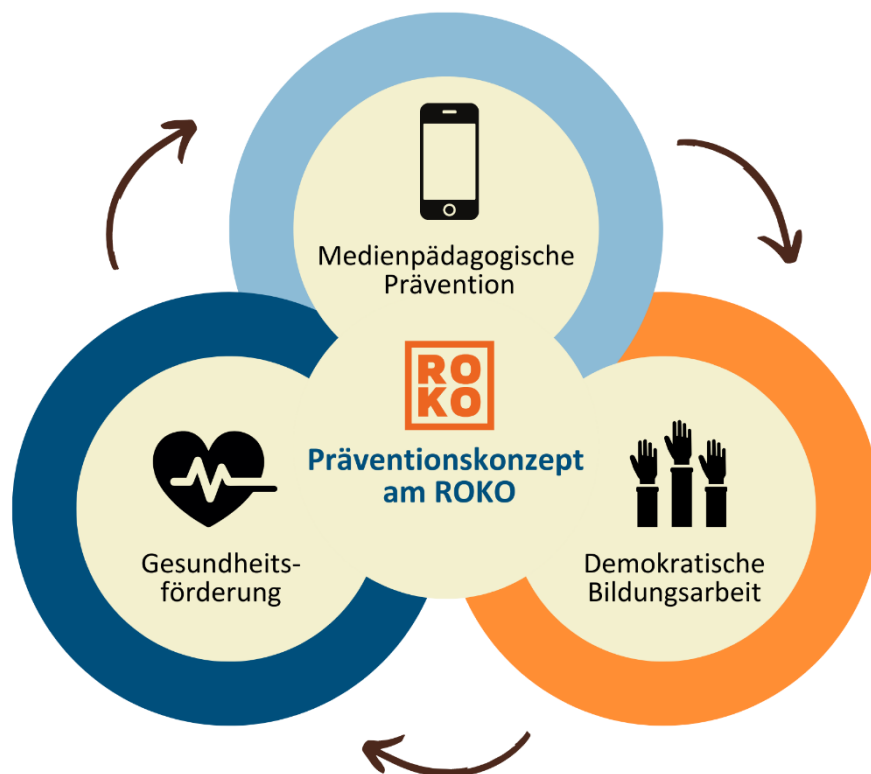 Medienpädagogische
Prävention
RO
KO
Präventionskonzept
am ROKO
Gesundheits-
förderung
Demokratische
Bildungsarbeit